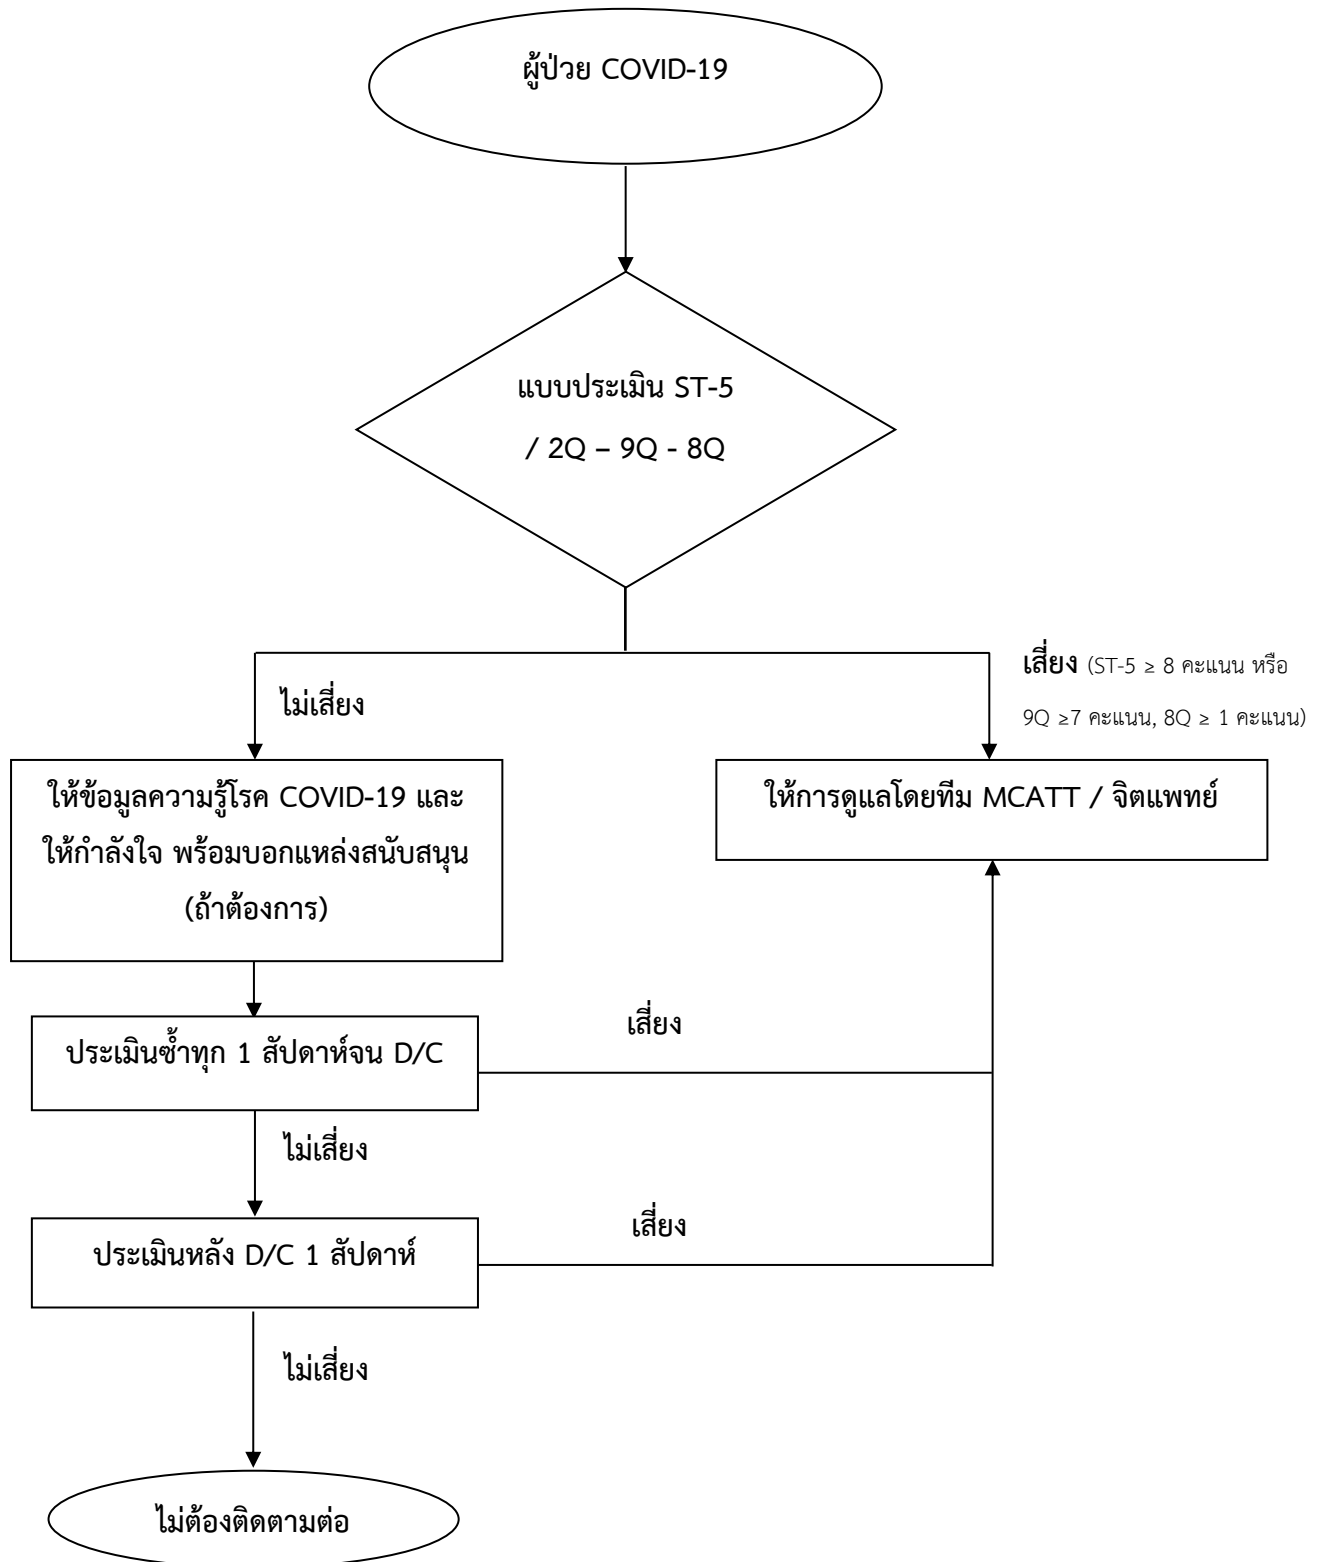 ผู้ป่วย COVID-19
แบบประเมิน ST-5
/ 2Q – 9Q - 8Q
เสี่ยง (ST-5 ≥ 8 คะแนน หรือ
9Q ≥7 คะแนน, 8Q ≥ 1 คะแนน)
ไม่เสี่ยง
ให้ข้อมูลความรู้โรค COVID-19 และ
ให้กำลังใจ พร้อมบอกแหล่งสนับสนุน
(ถ้าต้องการ)
ให้การดูแลโดยทีม MCATT / จิตแพทย์
เสี่ยง
ประเมินซ้ำทุก 1 สัปดาห์จน D/C
ไม่เสี่ยง
เสี่ยง
ประเมินหลัง D/C 1 สัปดาห์
ไม่เสี่ยง
ไม่ต้องติดตามต่อ